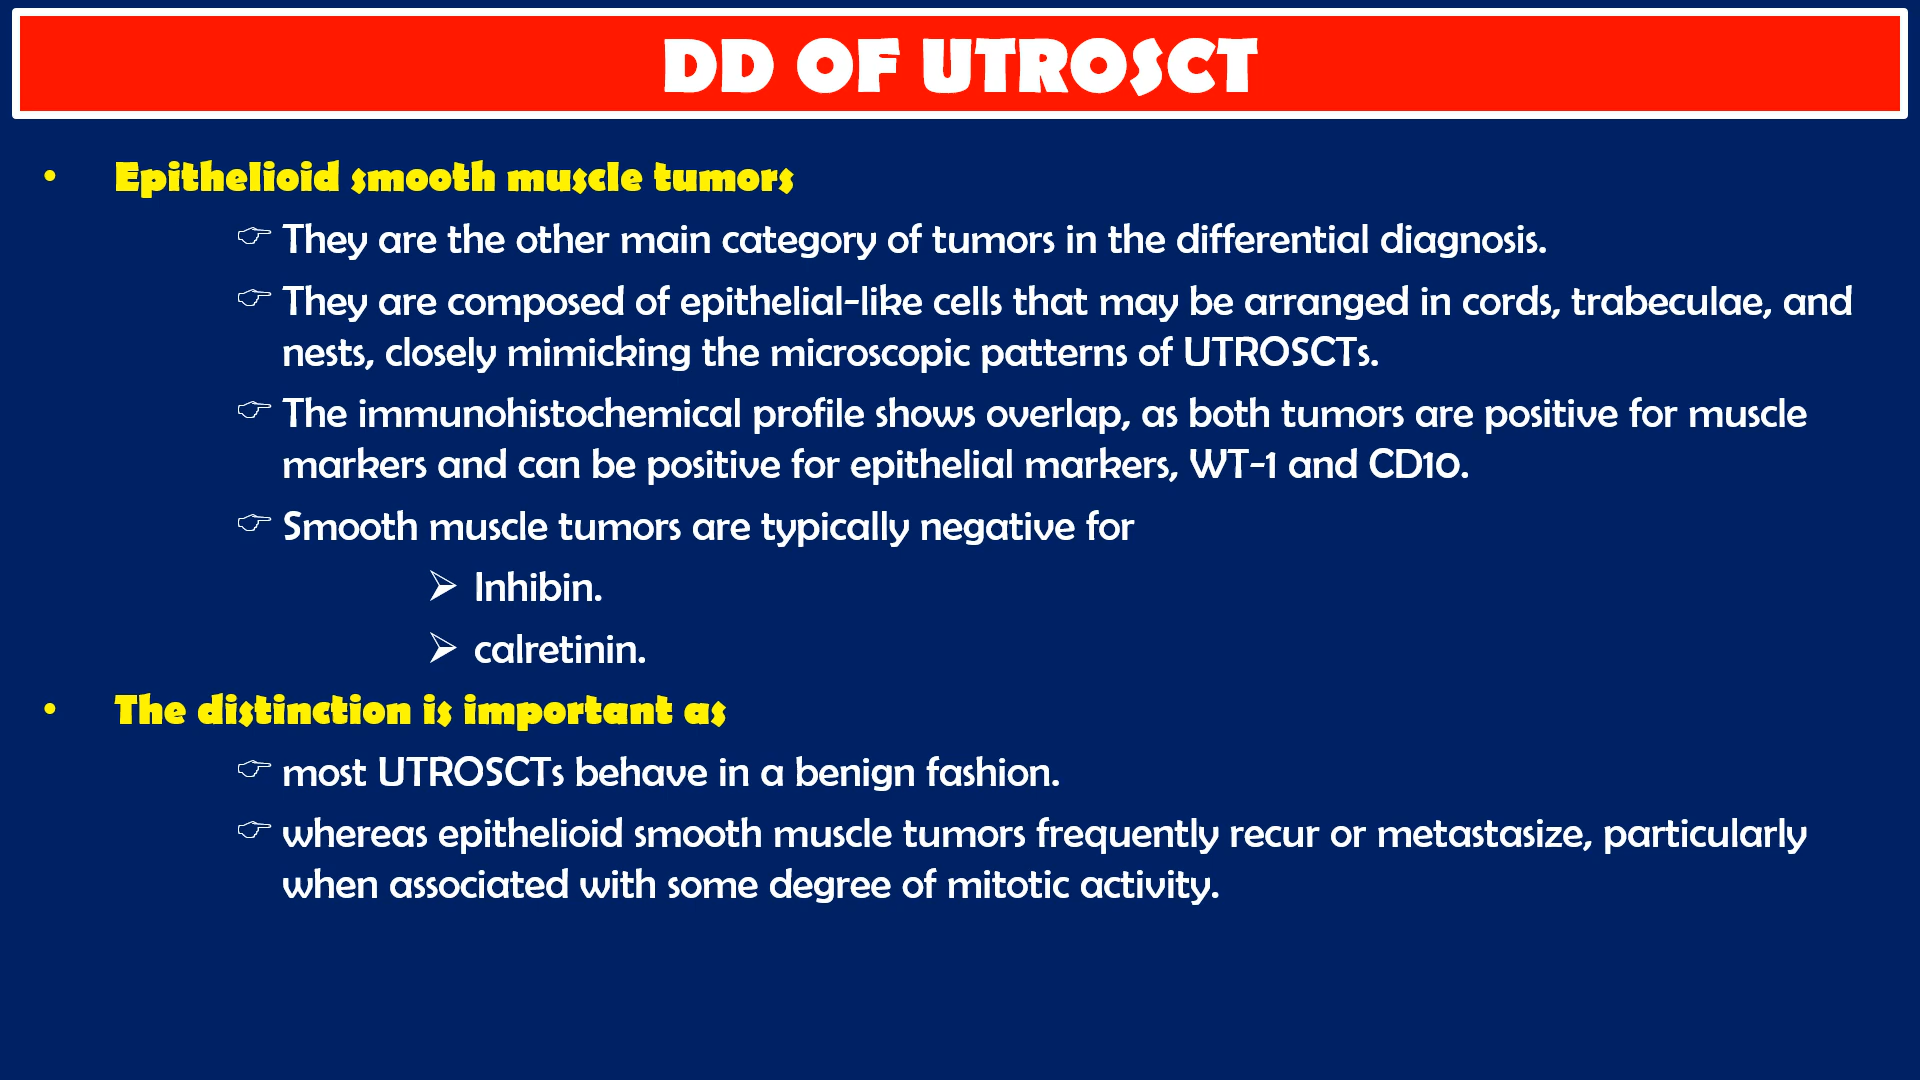 DD OF UTROSCT
• Epithelioid smooth muscle tumors
☞ They are the other main category of tumors in the differential diagnosis.
☞ They are composed of epithelial-like cells that may be arranged in cords, trabeculae, and
nests, closely mimicking the microscopic patterns of UTROSCTs.
☞ The immunohistochemical profile shows overlap, as both tumors are positive for muscle
markers and can be positive for epithelial markers, WT-1 and CD10.
☞ Smooth muscle tumors are typically negative for
➢ Inhibin.
➢ calretinin.
• The distinction is important as
☞ most UTROSCTs behave in a benign fashion.
☞ whereas epithelioid smooth muscle tumors frequently recur or metastasize, particularly
when associated with some degree of mitotic activity.